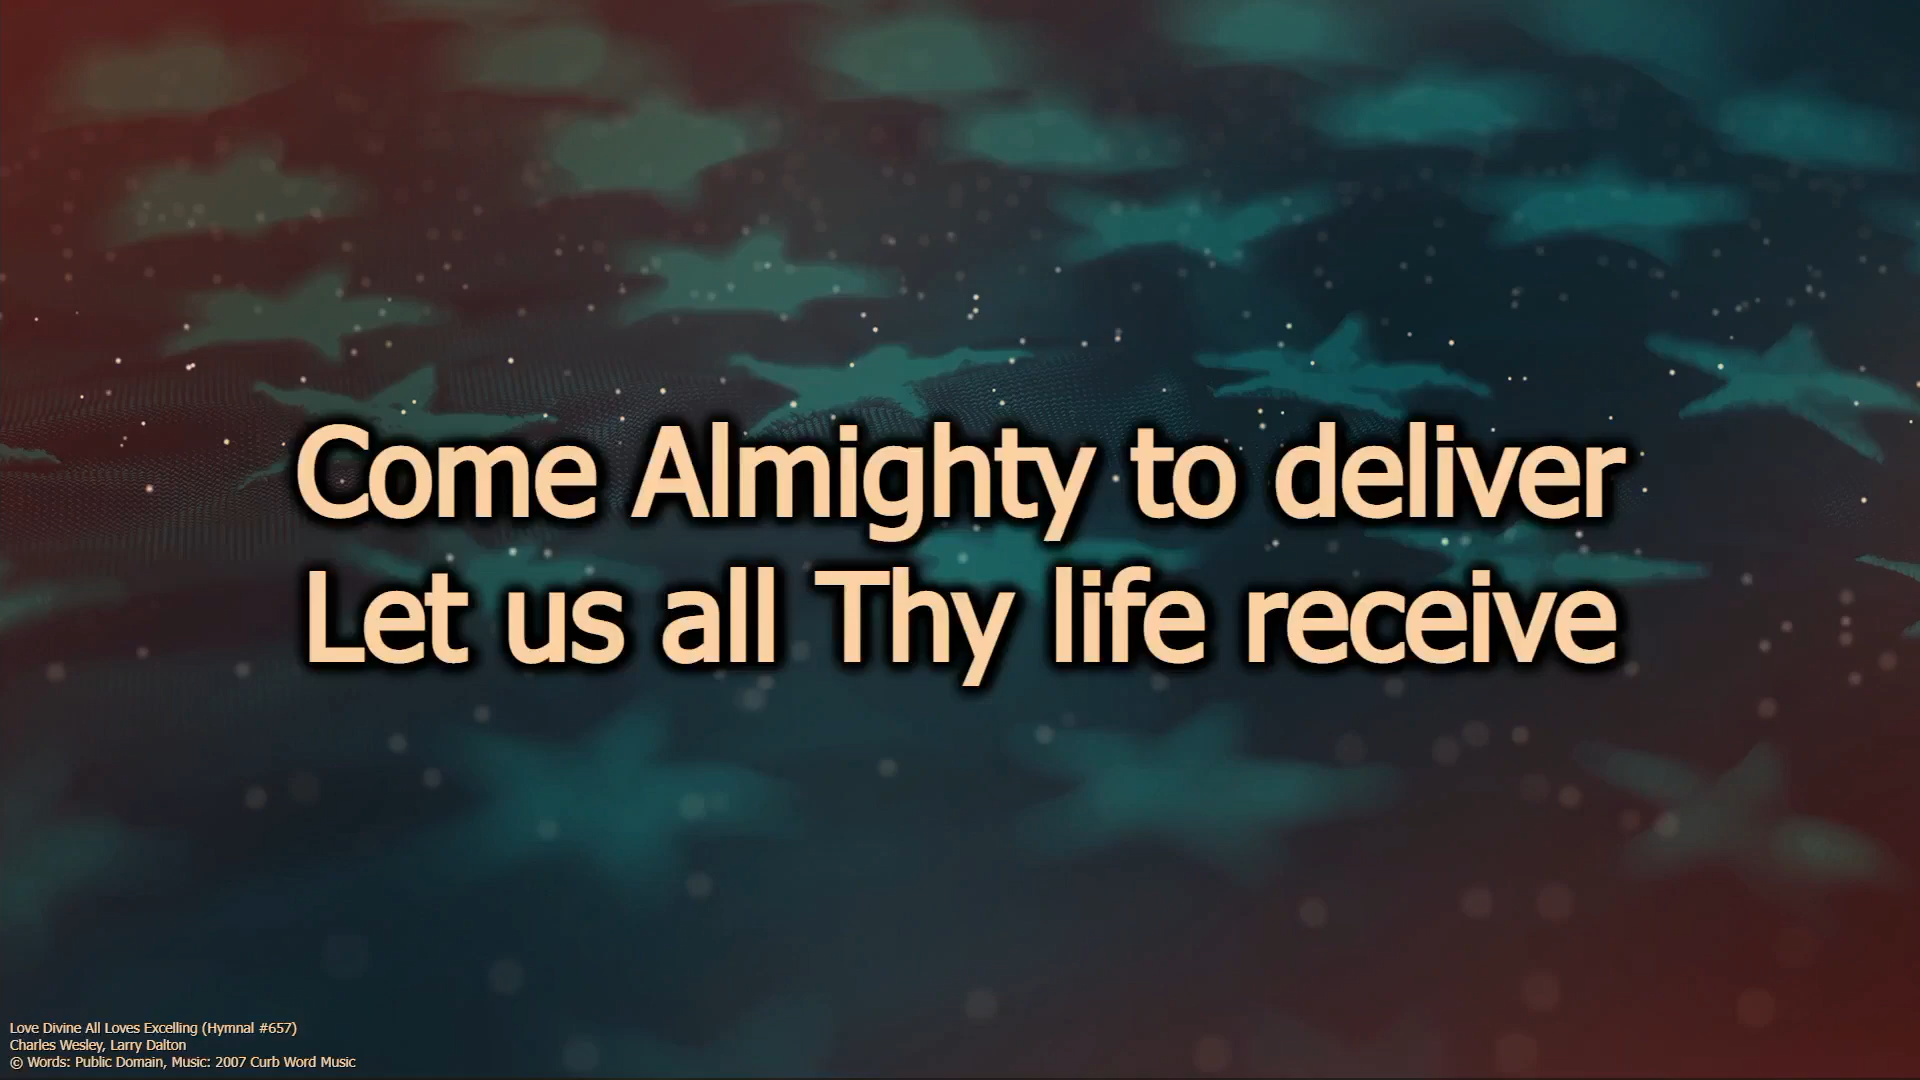 Come Almighty to deliver
Let us all Thy life receive
Love Divine All Loves Excelling (Hymnal #657)
Charles Wesley, Larry Dalton
© Words: Public Domain, Music: 2007 Curb Word Music